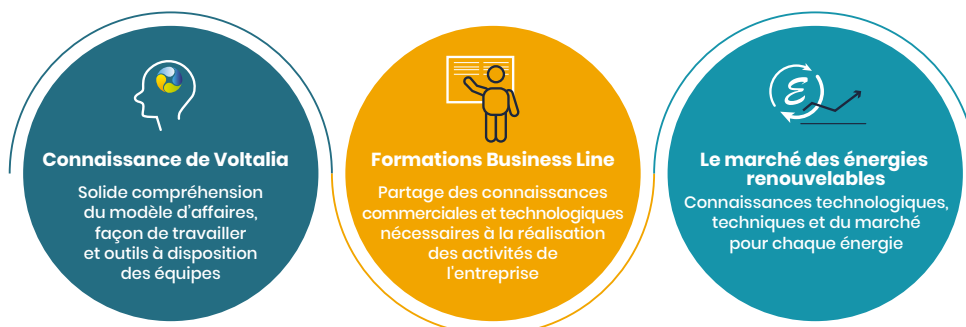 Connaissance de Voltalia
Solide compréhension
du modèle d'affaires,
façon de travailler
et outils à disposition
des équipes
Formations Business Line
Partage des connaissances
commerciales et technologiques
nécessaires à la réalisation
des activités de
l'entreprise
Le marché des énergies
renouvelables
Connaissances technologiques,
techniques et du marché
pour chaque énergie